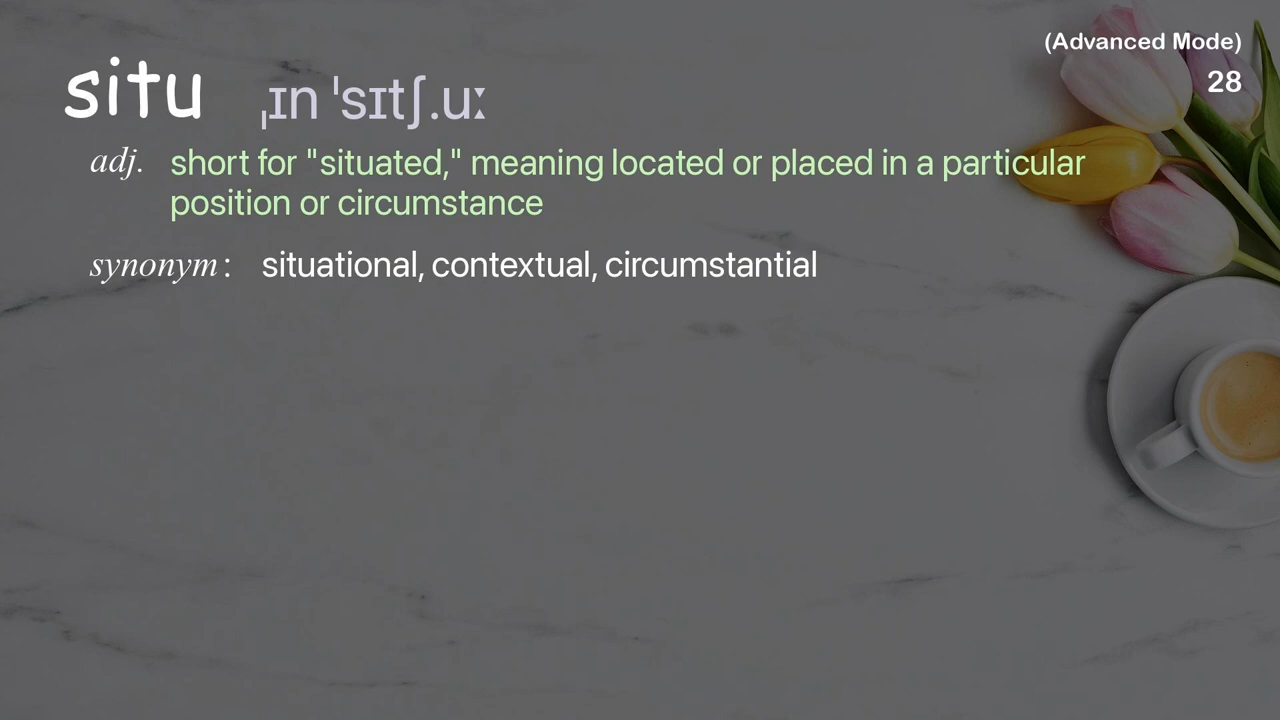 (Advanced Mode)
situ ˌɪn ˈsɪtʃ.uː
28
adj. short for "situated," meaning located or placed in a particular
position or circumstance
synonym : situational, contextual, circumstantial